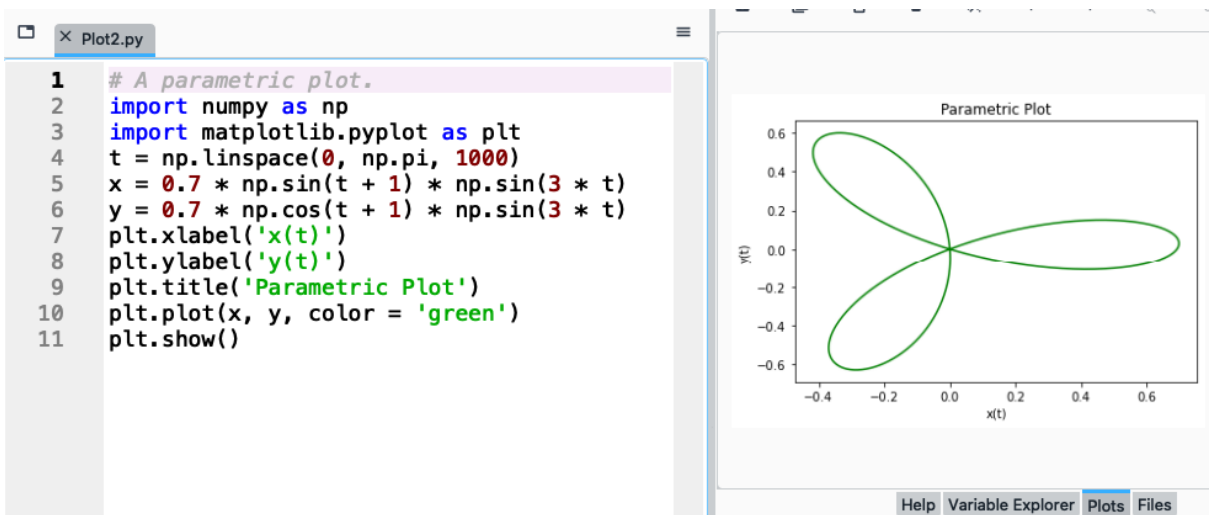 Plot2.py
1 # A parametric plot.
2 import numpy as np
3 import matplotlib.pyplot as plt
4 t = np.linspace(0, np.pi, 1000)
5 x = 0.7 * np.sin(t + 1) * np.sin(3 * t)
6 y = 0.7 * np.cos(t + 1) * np.sin(3 * t)
7 plt.xlabel('x(t)')
8 plt.ylabel('y(t)')
9 plt.title('Parametric Plot')
10 plt.plot(x, y, color = 'green')
11 plt.show()
Parametric Plot
0.6
0.4
0.2
0.0
−0.2
−0.4
−0.6
y(t)
−0.4 −0.2 0.0 0.2 0.4 0.6
x(t)
Help Variable Explorer Plots Files